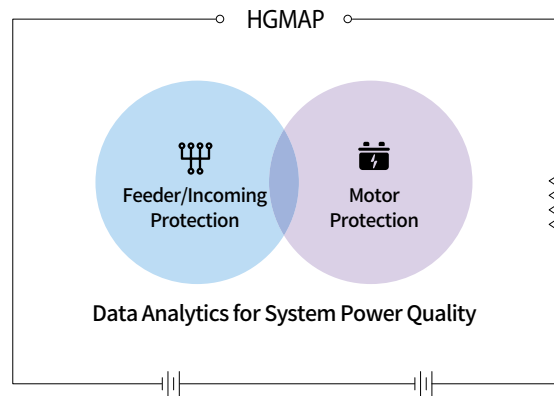 HGMAP
Feeder/Incoming
Protection
Motor
Protection
Data Analytics for System Power Quality